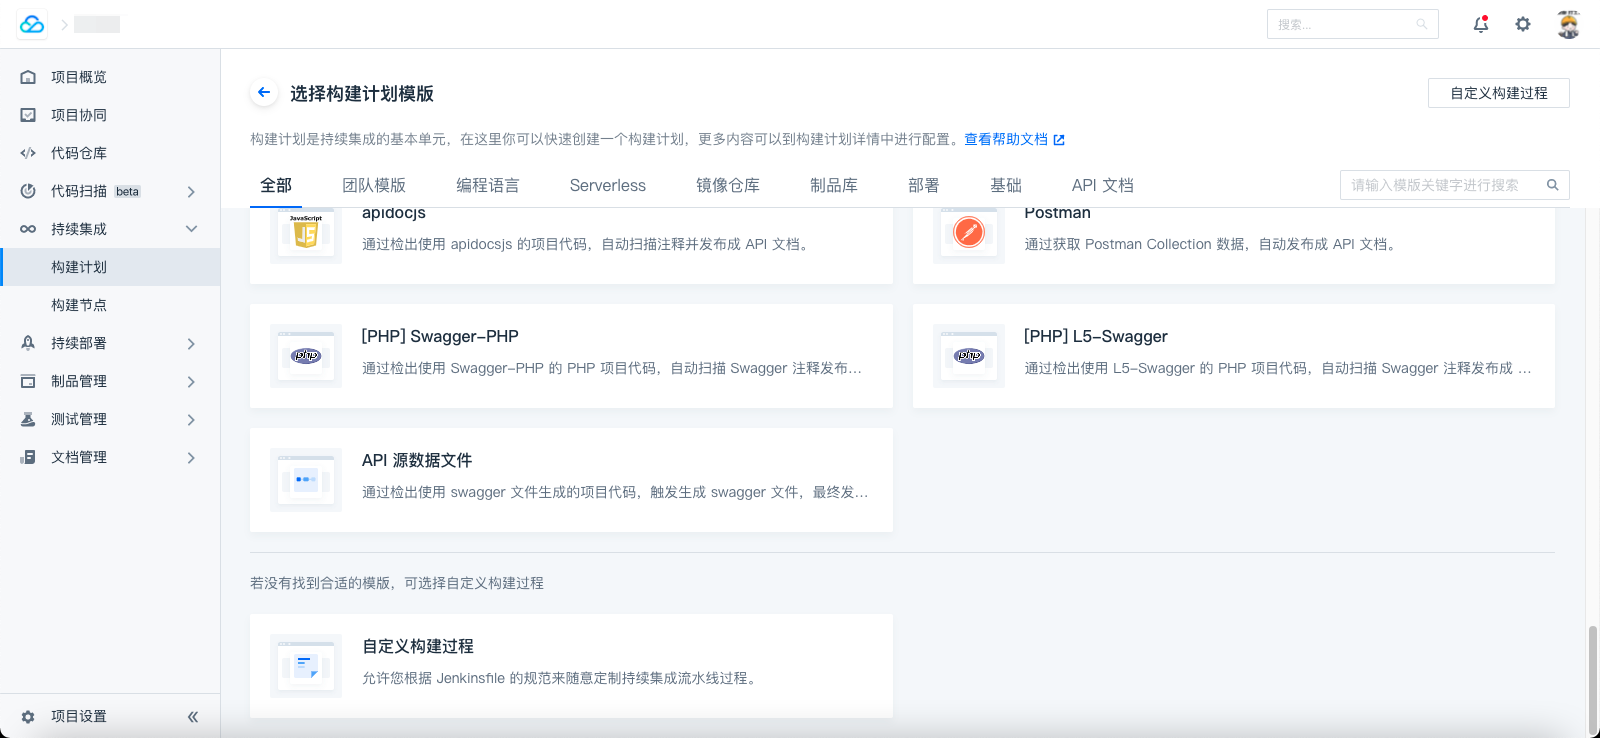 搜索...
项目概览
项目协同
代码仓库
代码扫描 beta
持续集成
构建计划
构建节点
持续部署
制品管理
测试管理
文档管理
项目设置
选择构建计划模版
自定义构建过程
构建计划是持续集成的基本单元，在这里你可以快速创建一个构建计划，更多内容可以到构建计划详情中进行配置。查看帮助文档
全部 团队模版 编程语言 Serverless 镜像仓库 制品库 部署 基础 API 文档
请输入模版关键字进行搜索
JavaScript
JS
apidocjs
通过检出使用 apidocsjs 的项目代码，自动扫描注释并发布成 API 文档。
Postman
通过获取 Postman Collection 数据，自动发布成 API 文档。
php
[PHP] Swagger-PHP
通过检出使用 Swagger-PHP 的 PHP 项目代码，自动扫描 Swagger 注释发布...
php
[PHP] L5-Swagger
通过检出使用 L5-Swagger 的 PHP 项目代码，自动扫描 Swagger 注释发布成 ...
API 源数据文件
通过检出使用 swagger 文件生成的项目代码，触发生成 swagger 文件，最终发...
若没有找到合适的模版，可选择自定义构建过程
自定义构建过程
允许您根据 Jenkinsfile 的规范来随意定制持续集成流水线过程。